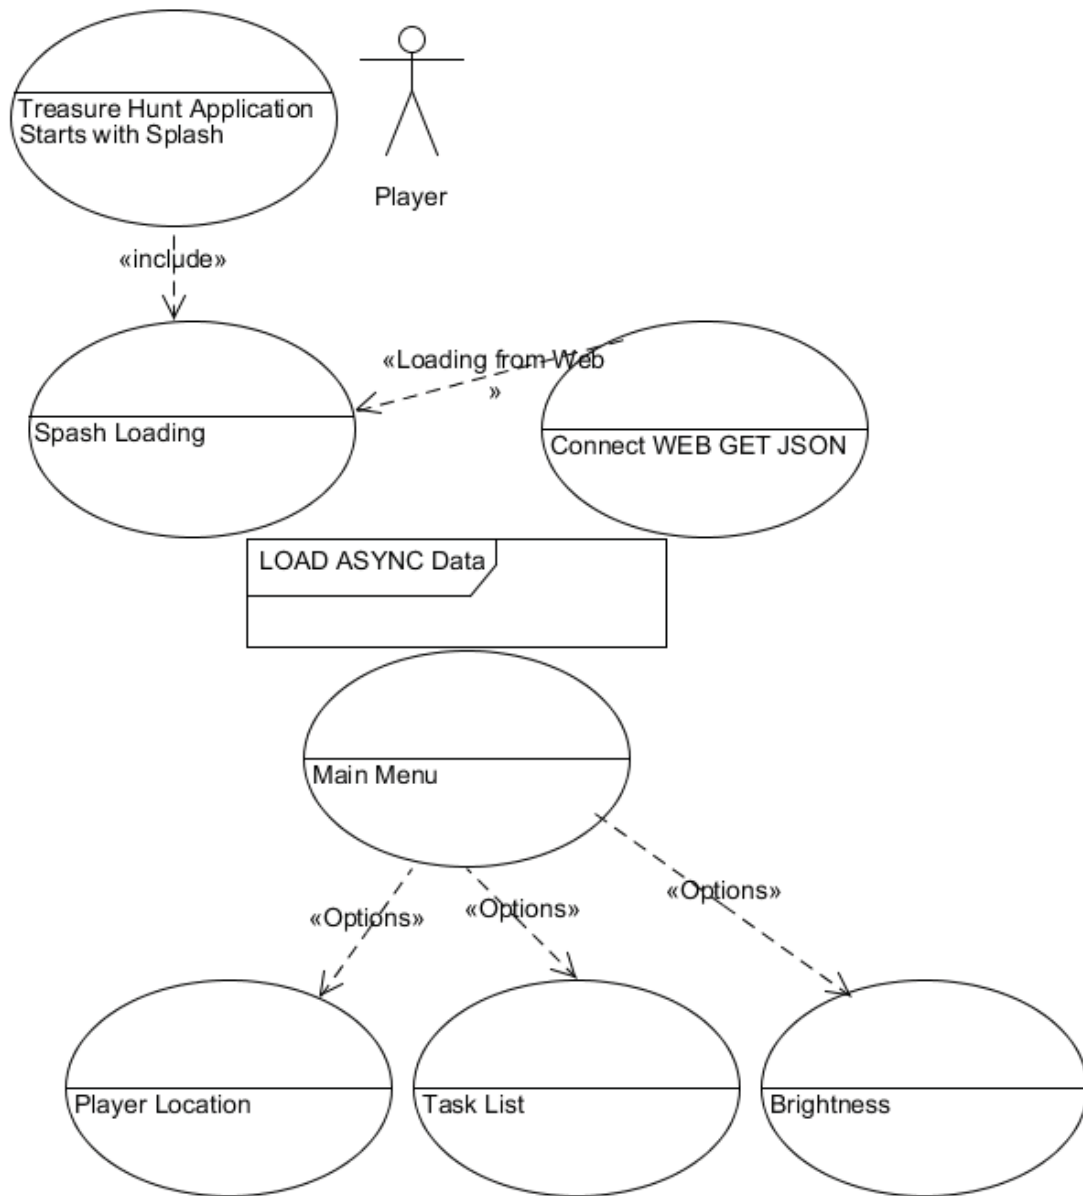 Treasure Hunt Application
Starts with Splash
Player
«include»
«Loading from Web
»
Spash Loading
Connect WEB GET JSON
LOAD ASYNC Data
Main Menu
«Options»
«Options»
«Options»
Player Location
Task List
Brightness